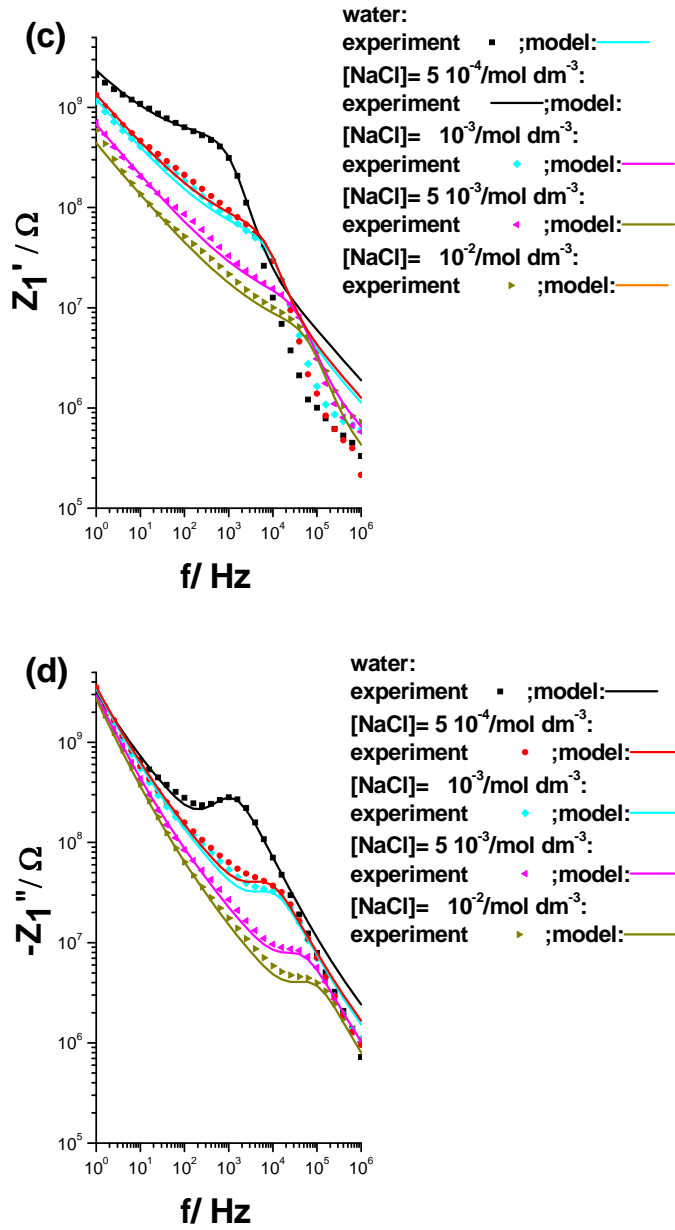 (c)
water:
experiment ;model:
[NaCl]= 5 10⁻⁴/mol dm⁻³:
experiment ;model:
[NaCl]= 10⁻³/mol dm⁻³:
experiment ;model:
[NaCl]= 5 10⁻³/mol dm⁻³:
experiment ;model:
[NaCl]= 10⁻²/mol dm⁻³:
experiment ;model:
Z₁' / Ω
10⁹
10⁸
10⁷
10⁶
10⁵
10⁰ 10¹ 10² 10³ 10⁴ 10⁵ 10⁶
f/ Hz
(d)
water:
experiment ;model:
[NaCl]= 5 10⁻⁴/mol dm⁻³:
experiment ;model:
[NaCl]= 10⁻³/mol dm⁻³:
experiment ;model:
[NaCl]= 5 10⁻³/mol dm⁻³:
experiment ;model:
[NaCl]= 10⁻²/mol dm⁻³:
experiment ;model:
-Z₁''/ Ω
10⁹
10⁸
10⁷
10⁶
10⁵
10⁰ 10¹ 10² 10³ 10⁴ 10⁵ 10⁶
f/ Hz